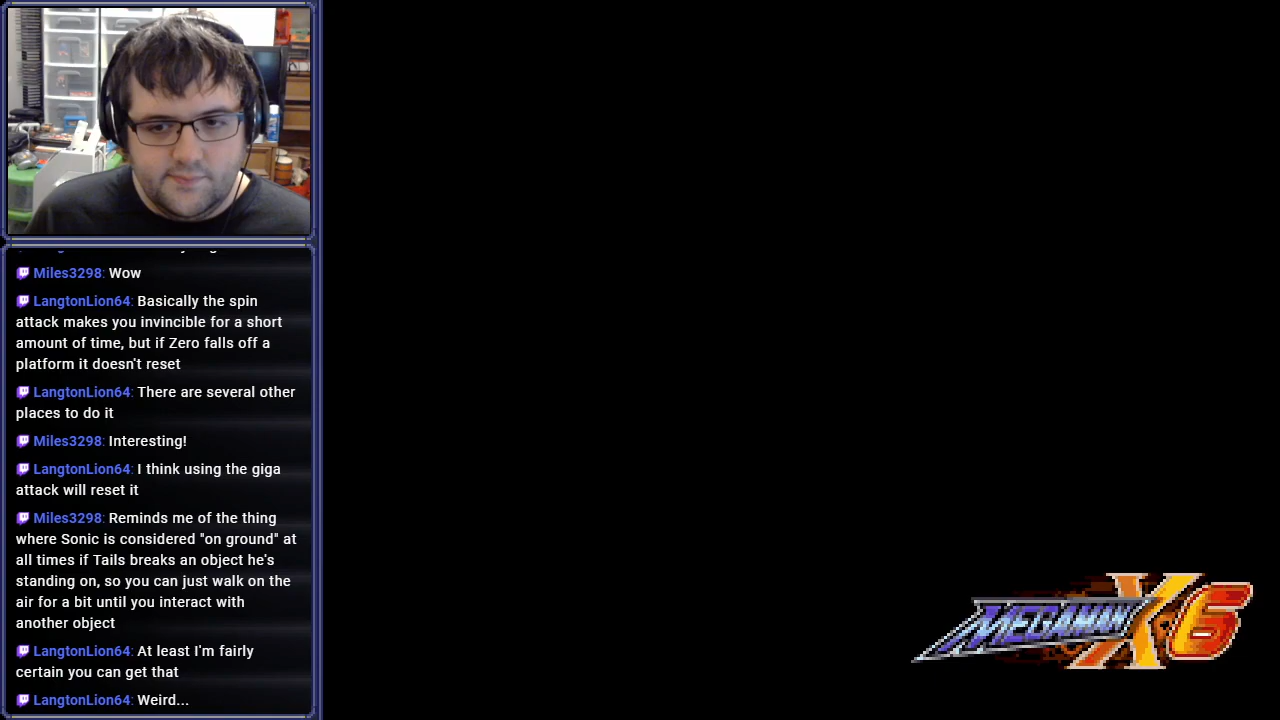 Miles3298: Wow
LangtonLion64: Basically the spin
attack makes you invincible for a short
amount of time, but if Zero falls off a
platform it doesn't reset
LangtonLion64: There are several other
places to do it
Miles3298: Interesting!
LangtonLion64: I think using the giga
attack will reset it
Miles3298: Reminds me of the thing
where Sonic is considered "on ground" at
all times if Tails breaks an object he's
standing on, so you can just walk on the
air for a bit until you interact with
another object
LangtonLion64: At least I'm fairly
certain you can get that
LangtonLion64: Weird...
MEGAMAN X6